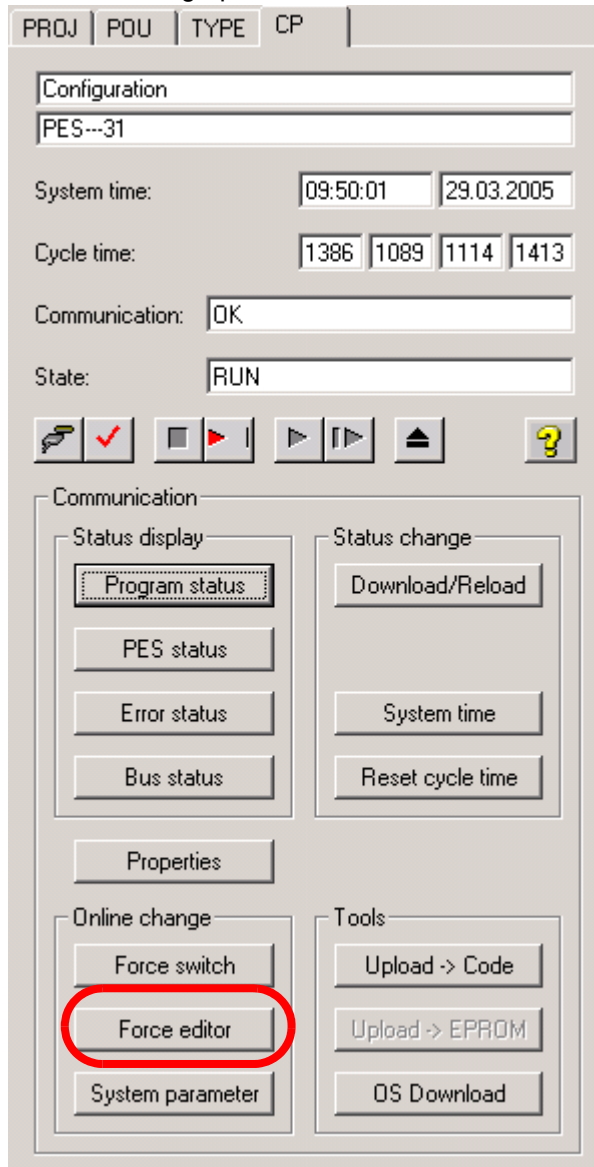 PROJ POU TYPE CP
Configuration
PES---31
System time: 09:50:01 29.03.2005
Cycle time: 1386 1089 1114 1413
Communication: OK
State: RUN
Communication
Status display Status change
Program status Download/Reload
PES status
Error status System time
Bus status Reset cycle time
Properties
Online change Tools
Force switch Upload -> Code
Force editor Upload -> EPROM
System parameter OS Download